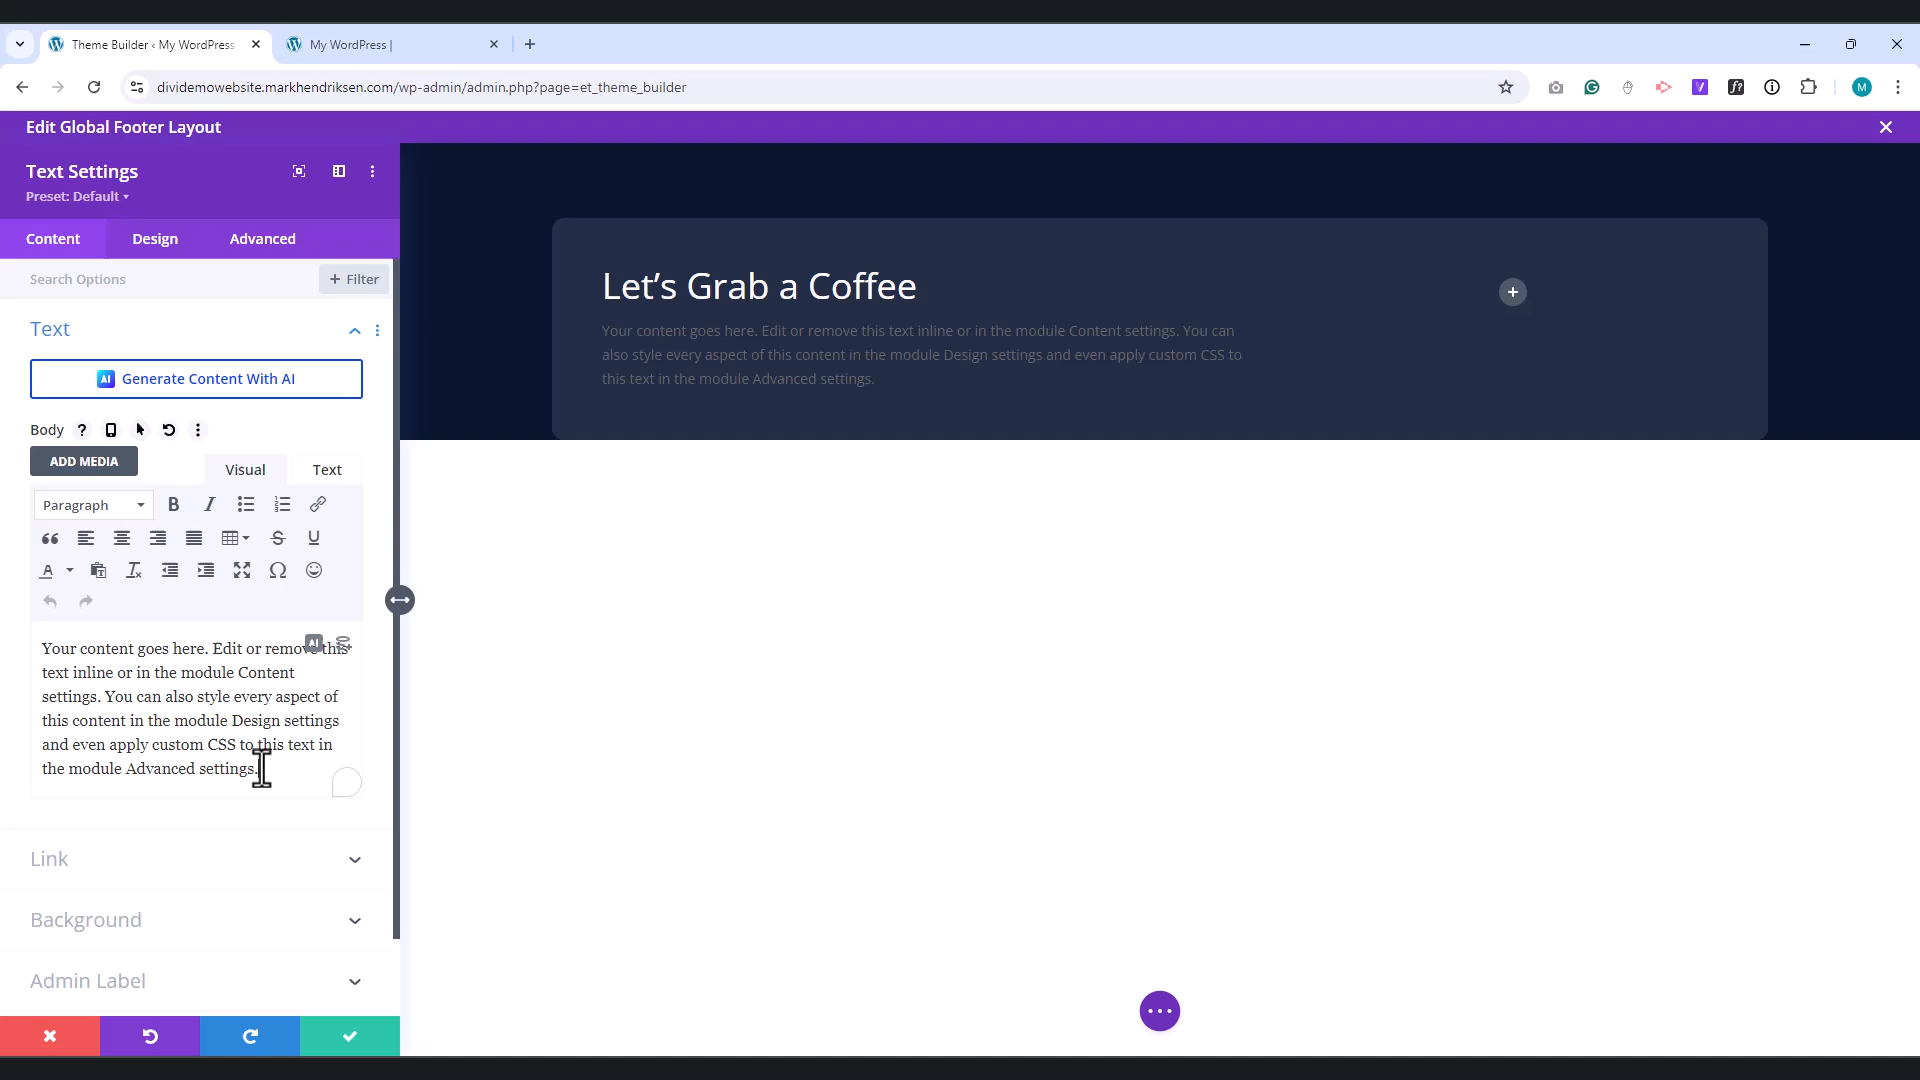 Theme Builder ‹ My WordPress
My WordPress |
dividemowebsite.markhendriksen.com/wp-admin/admin.php?page=et_theme_builder
M
Edit Global Footer Layout
Text Settings
Preset: Default
Content Design Advanced
Search Options
+ Filter
Text
AI Generate Content With AI
Body
ADD MEDIA
Visual Text
Paragraph
AI
Your content goes here. Edit or remove this
text inline or in the module Content
settings. You can also style every aspect of
this content in the module Design settings
and even apply custom CSS to this text in
the module Advanced settings.
Link
Background
Admin Label
Let’s Grab a Coffee
Your content goes here. Edit or remove this text inline or in the module Content settings. You can
also style every aspect of this content in the module Design settings and even apply custom CSS to
this text in the module Advanced settings.